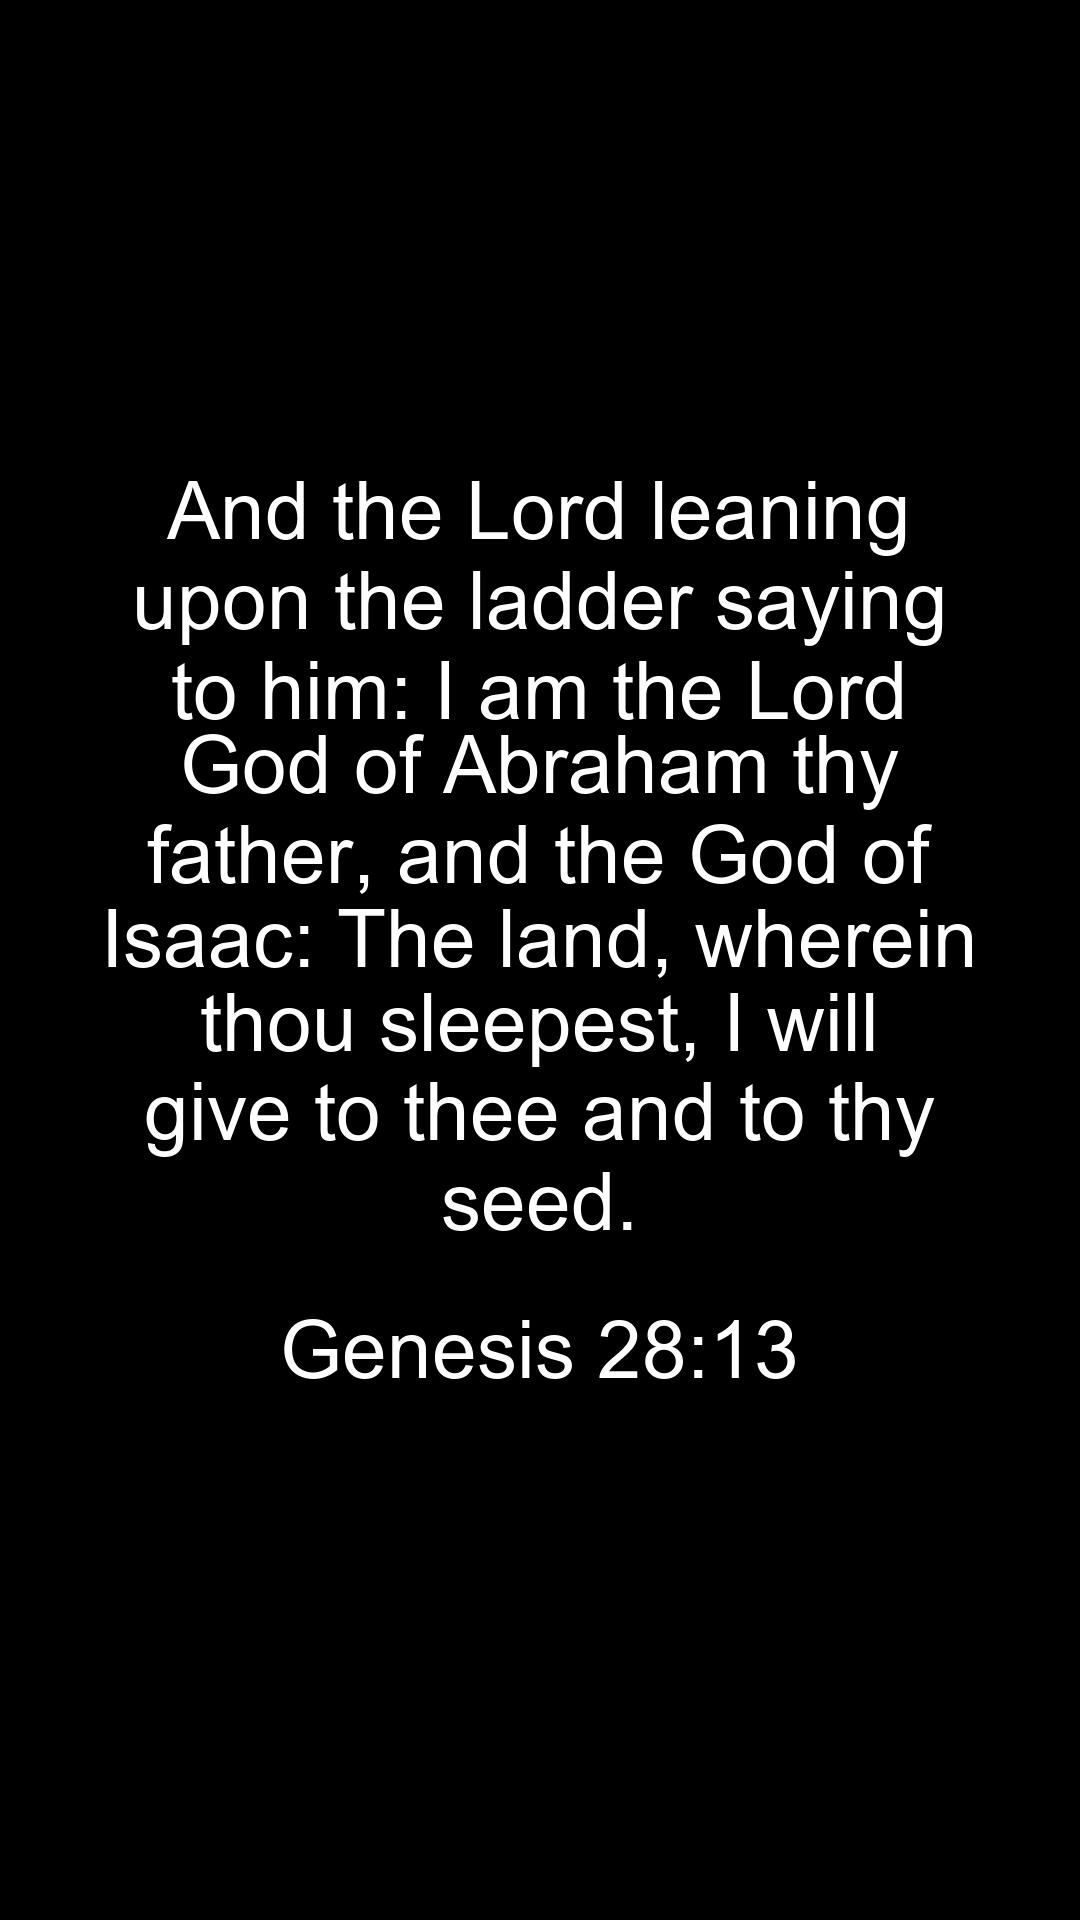 And the Lord leaning
upon the ladder saying
to him: I am the Lord
God of Abraham thy
father, and the God of
Isaac: The land, wherein
thou sleepest, I will
give to thee and to thy
seed.
Genesis 28:13